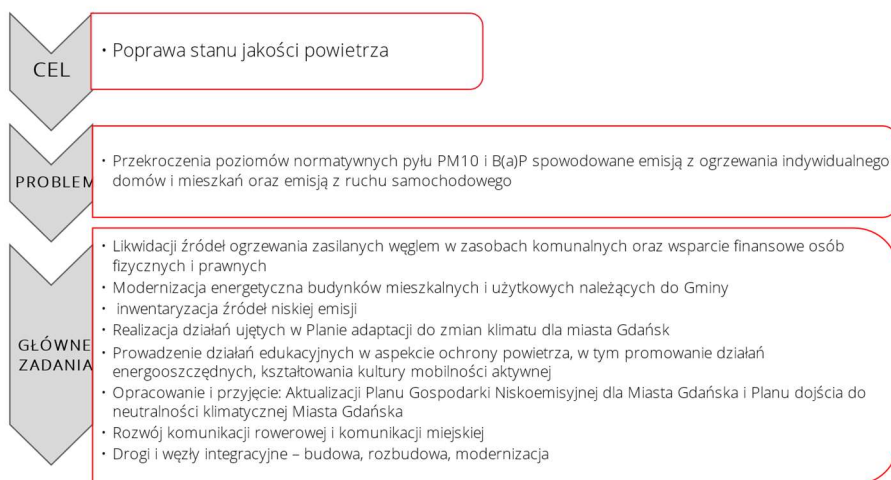 CEL
• Poprawa stanu jakości powietrza
PROBLEM
• Przekroczenia poziomów normatywnych pyłu PM10 i B(a)P spowodowane emisją z ogrzewania indywidualnego
domów i mieszkań oraz emisją z ruchu samochodowego
GŁÓWNE
ZADANIA
• Likwidacji źródeł ogrzewania zasilanych węglem w zasobach komunalnych oraz wsparcie finansowe osób
fizycznych i prawnych
• Modernizacja energetyczna budynków mieszkalnych i użytkowych należących do Gminy
• inwentaryzacja źródeł niskiej emisji
• Realizacja działań ujętych w Planie adaptacji do zmian klimatu dla miasta Gdańsk
• Prowadzenie działań edukacyjnych w aspekcie ochrony powietrza, w tym promowanie działań
energooszczędnych, kształtowania kultury mobilności aktywnej
• Opracowanie i przyjęcie: Aktualizacji Planu Gospodarki Niskoemisyjnej dla Miasta Gdańska i Planu dojścia do
neutralności klimatycznej Miasta Gdańska
• Rozwój komunikacji rowerowej i komunikacji miejskiej
• Drogi i węzły integracyjne – budowa, rozbudowa, modernizacja